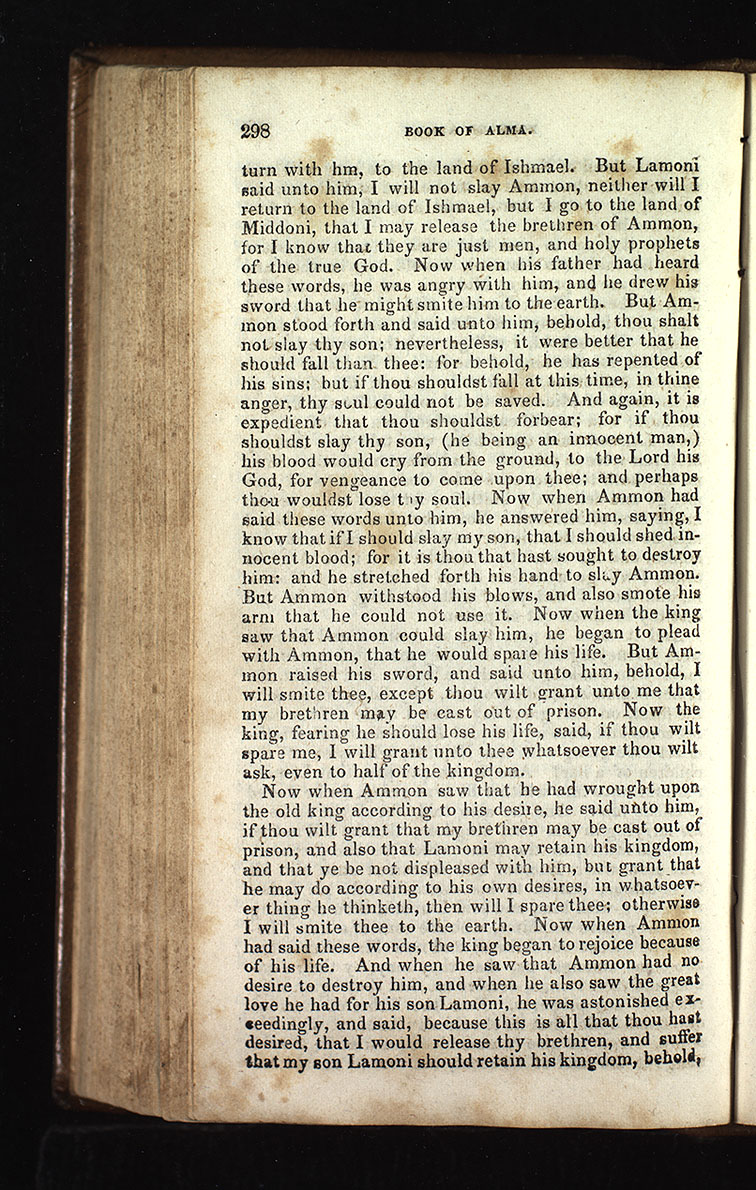 298 BOOK OF ALMA.
turn with hm, to the land of Ishmael. But Lamoni
said unto him, I will not slay Ammon, neither will I
return to the land of Ishmael, but I go to the land of
Middoni, that I may release the brethren of Ammon,
for I know that they are just men, and holy prophets
of the true God. Now when his father had heard
these words, he was angry with him, and he drew his
sword that he might smite him to the earth. But Am-
mon stood forth and said unto him, behold, thou shalt
not slay thy son; nevertheless, it were better that he
should fall than thee: for behold, he has repented of
his sins; but if thou shouldst fall at this time, in thine
anger, thy soul could not be saved. And again, it is
expedient that thou shouldst forbear; for if thou
shouldst slay thy son, (he being an innocent man,)
his blood would cry from the ground, to the Lord his
God, for vengeance to come upon thee; and perhaps
thou wouldst lose t y soul. Now when Ammon had
said these words unto him, he answered him, saying, I
know that if I should slay my son, that I should shed in-
nocent blood; for it is thou that hast sought to destroy
him: and he stretched forth his hand to slay Ammon.
But Ammon withstood his blows, and also smote his
arm that he could not use it. Now when the king
saw that Ammon could slay him, he began to plead
with Ammon, that he would spare his life. But Am-
mon raised his sword, and said unto him, behold, I
will smite thee, except thou wilt grant unto me that
my brethren may be cast out of prison. Now the
king, fearing he should lose his life, said, if thou wilt
spare me, I will grant unto thee whatsoever thou wilt
ask, even to half of the kingdom.
Now when Ammon saw that he had wrought upon
the old king according to his desire, he said unto him,
if thou wilt grant that my brethren may be cast out of
prison, and also that Lamoni may retain his kingdom,
and that ye be not displeased with him, but grant that
he may do according to his own desires, in whatsoev-
er thing he thinketh, then will I spare thee; otherwise
I will smite thee to the earth. Now when Ammon
had said these words, the king began to rejoice because
of his life. And when he saw that Ammon had no
desire to destroy him, and when he also saw the great
love he had for his son Lamoni, he was astonished ex-
ceedingly, and said, because this is all that thou hast
desired, that I would release thy brethren, and suffer
that my son Lamoni should retain his kingdom, behold,